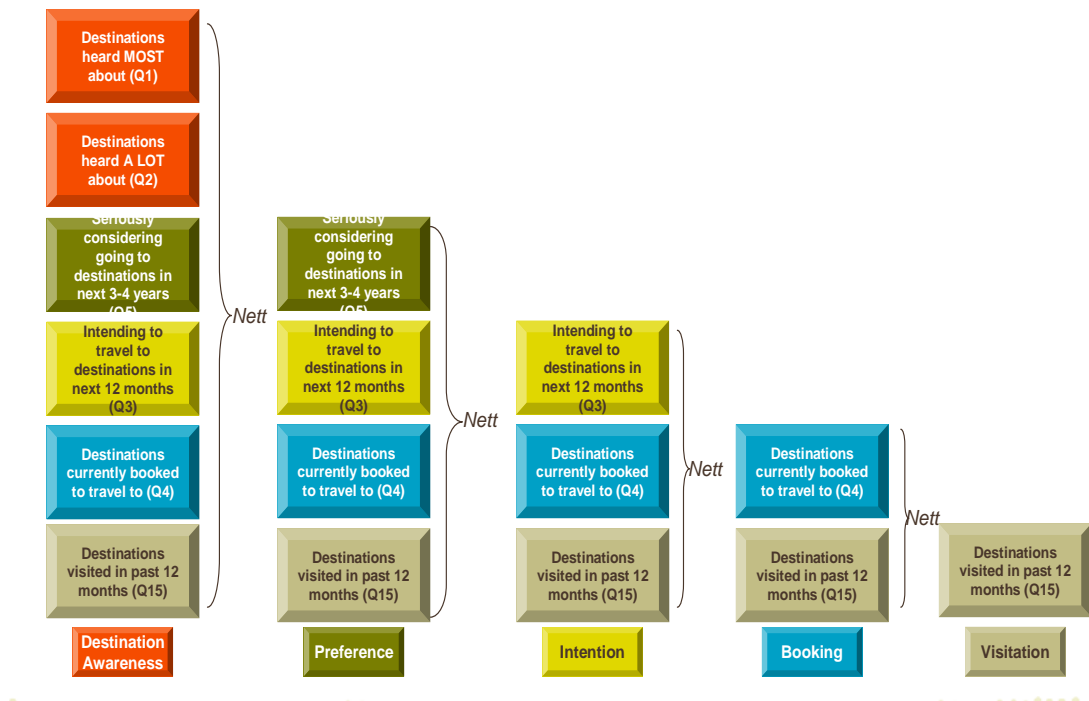 Destinations
heard MOST
about (Q1)
Destinations
heard A LOT
about (Q2)
Seriously
considering
going to
destinations in
next 3-4 years
(Q5)
Intending to
travel to
destinations in
next 12 months
(Q3)
Destinations
currently booked
to travel to (Q4)
Destinations
visited in past 12
months (Q15)
Nett
Destination
Awareness
Seriously
considering
going to
destinations in
next 3-4 years
(Q5)
Intending to
travel to
destinations in
next 12 months
(Q3)
Destinations
currently booked
to travel to (Q4)
Destinations
visited in past 12
months (Q15)
Nett
Preference
Intending to
travel to
destinations in
next 12 months
(Q3)
Destinations
currently booked
to travel to (Q4)
Destinations
visited in past 12
months (Q15)
Nett
Intention
Destinations
currently booked
to travel to (Q4)
Destinations
visited in past 12
months (Q15)
Nett
Booking
Destinations
visited in past 12
months (Q15)
Visitation